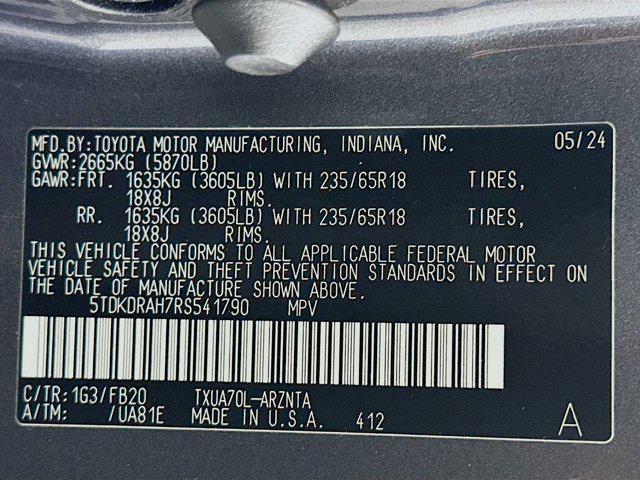 MFD.BY:TOYOTA MOTOR MANUFACTURING, INDIANA, INC. 05/24
GVWR:2665KG (5870LB)
GAWR:FRT. 1635KG (3605LB) WITH 235/65R18 TIRES,
18X8J RIMS.
RR. 1635KG (3605LB) WITH 235/65R18 TIRES,
18X8J RIMS.
THIS VEHICLE CONFORMS TO ALL APPLICABLE FEDERAL MOTOR
VEHICLE SAFETY AND THEFT PREVENTION STANDARDS IN EFFECT ON
THE DATE OF MANUFACTURE SHOWN ABOVE.
5TDKDRAH7RS541790 MPV
C/TR:1G3/FB20 TXUA70L-ARZNTA
A/TM: /UA81E MADE IN U.S.A. 412 A